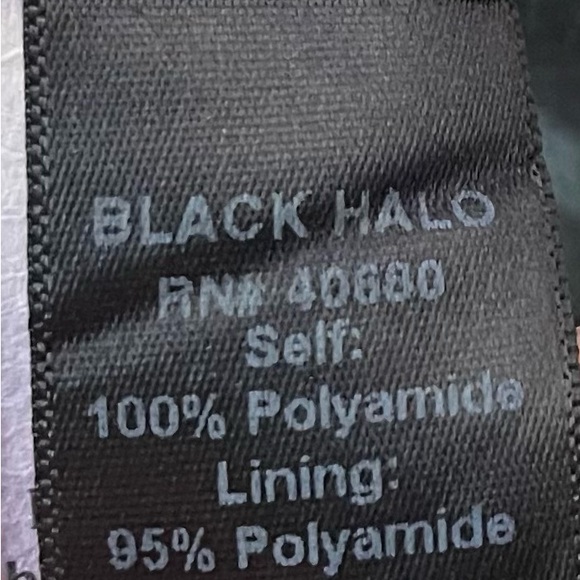 BLACK HALO
RN# 40680
Self:
100% Polyamide
Lining:
95% Polyamide